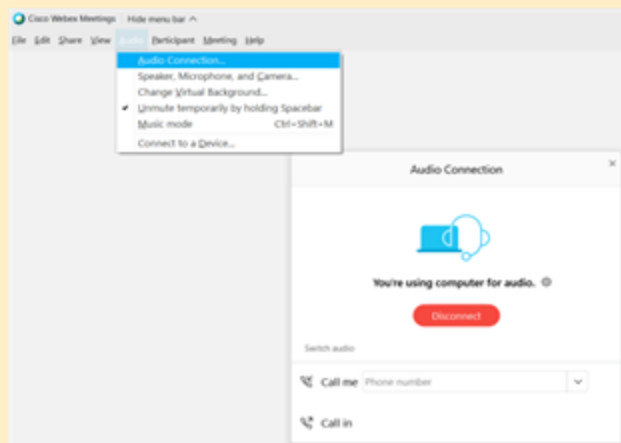 Cisco Webex Meetings Hide menu bar
File Edit Share View Audio Participant Meeting Help
Audio Connection...
Speaker, Microphone, and Camera...
Change Virtual Background...
Unmute temporarily by holding Spacebar
Music mode Ctrl+Shift+M
Connect to a Device...
Audio Connection
You're using computer for audio.
Disconnect
Switch audio
Call me Phone number
Call in